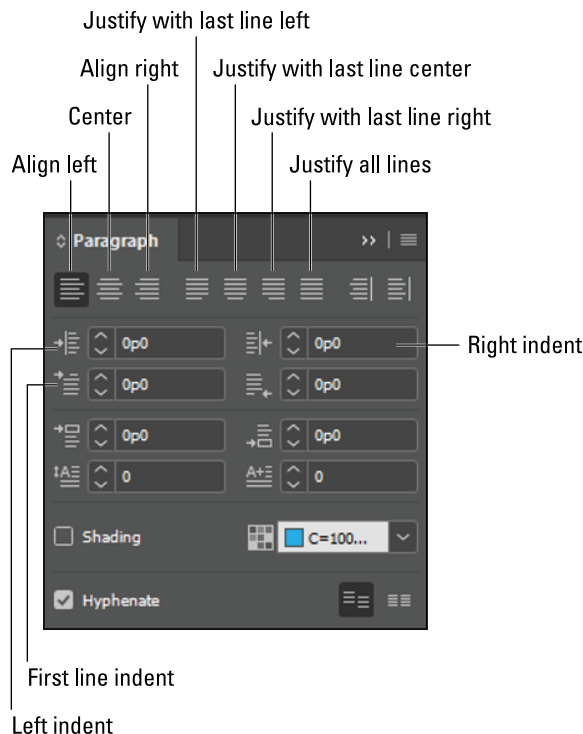 Justify with last line left
Align right
Justify with last line center
Center
Justify with last line right
Align left
Justify all lines
Paragraph
0p0
0p0
Right indent
0p0
0p0
0p0
0p0
0
0
Shading
C=100...
Hyphenate
First line indent
Left indent